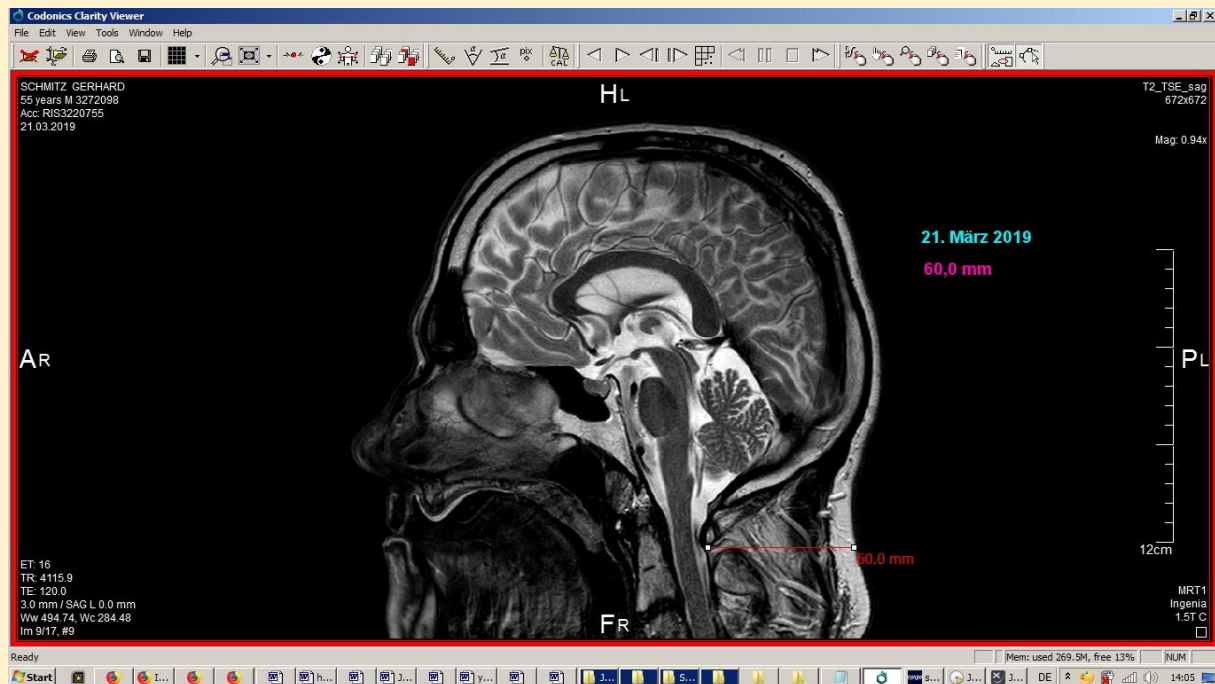 Codonics Clarity Viewer
File Edit View Tools Window Help
pix
CAL
SCHMITZ GERHARD
55 years M 3272098
Acc: RIS3220755
21.03.2019
HL
T2_TSE_sag
672x672
Mag: 0.94x
21. März 2019
60,0 mm
AR
PL
60.0 mm
12cm
ET: 16
TR: 4115.9
TE: 120.0
3.0 mm / SAG L 0.0 mm
Ww 494.74, Wc 284.48
Im 9/17, #9
FR
MRT1
Ingenia
1.5T C
Ready
Mem: used 269.5M, free 13%
NUM
Start
I...
h...
J...
y...
J...
S...
s...
J...
J...
DE
14:05